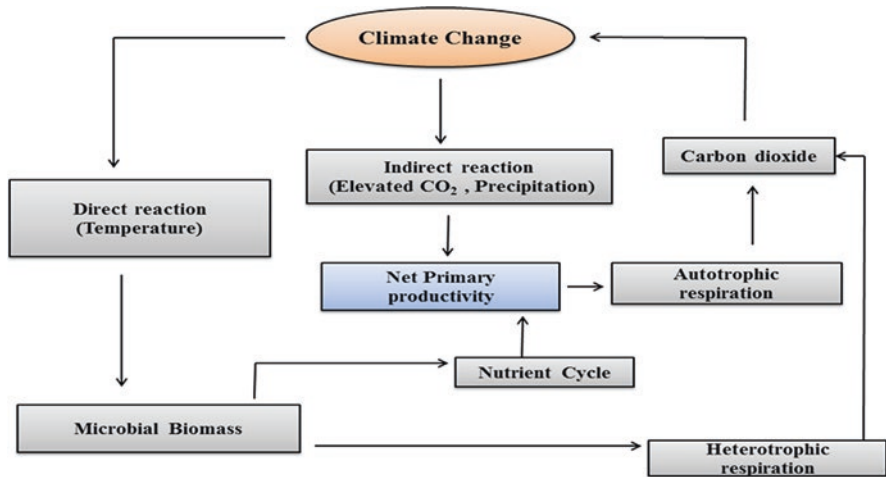 Climate Change
Indirect reaction
(Elevated CO₂ , Precipitation)
Carbon dioxide
Direct reaction
(Temperature)
Net Primary
productivity
Autotrophic
respiration
Nutrient Cycle
Microbial Biomass
Heterotrophic
respiration